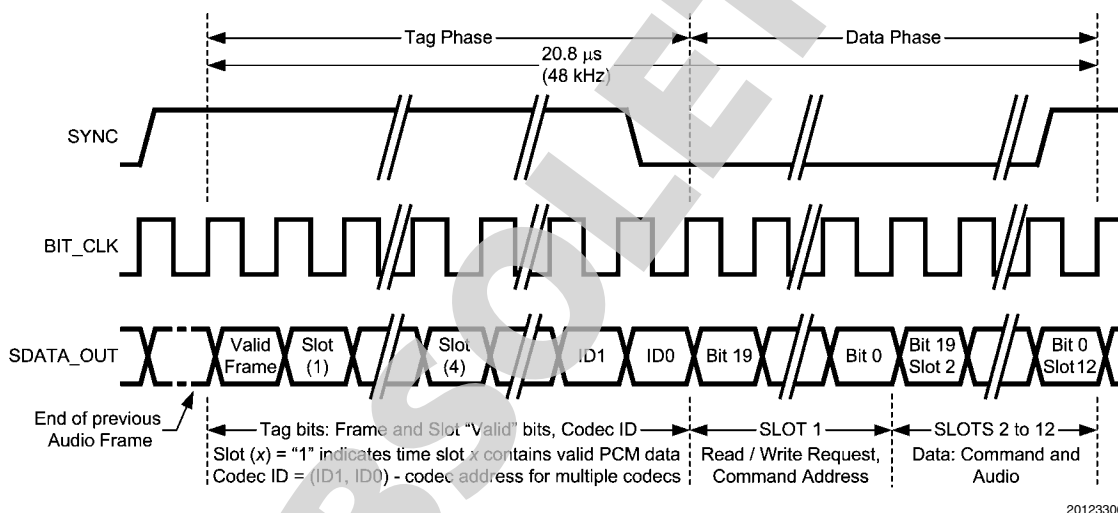 Tag Phase
Data Phase
20.8 μs
(48 kHz)
SYNC
BIT_CLK
SDATA_OUT
Valid
Frame
Slot
(1)
Slot
(4)
ID1
ID0
Bit 19
Bit 0
Bit 19
Slot 2
Bit 0
Slot 12
End of previous
Audio Frame
Tag bits: Frame and Slot “Valid” bits, Codec ID
Slot (x) = “1” indicates time slot x contains valid PCM data
Codec ID = (ID1, ID0) - codec address for multiple codecs
SLOT 1
Read / Write Request,
Command Address
SLOTS 2 to 12
Data: Command and
Audio
2012330